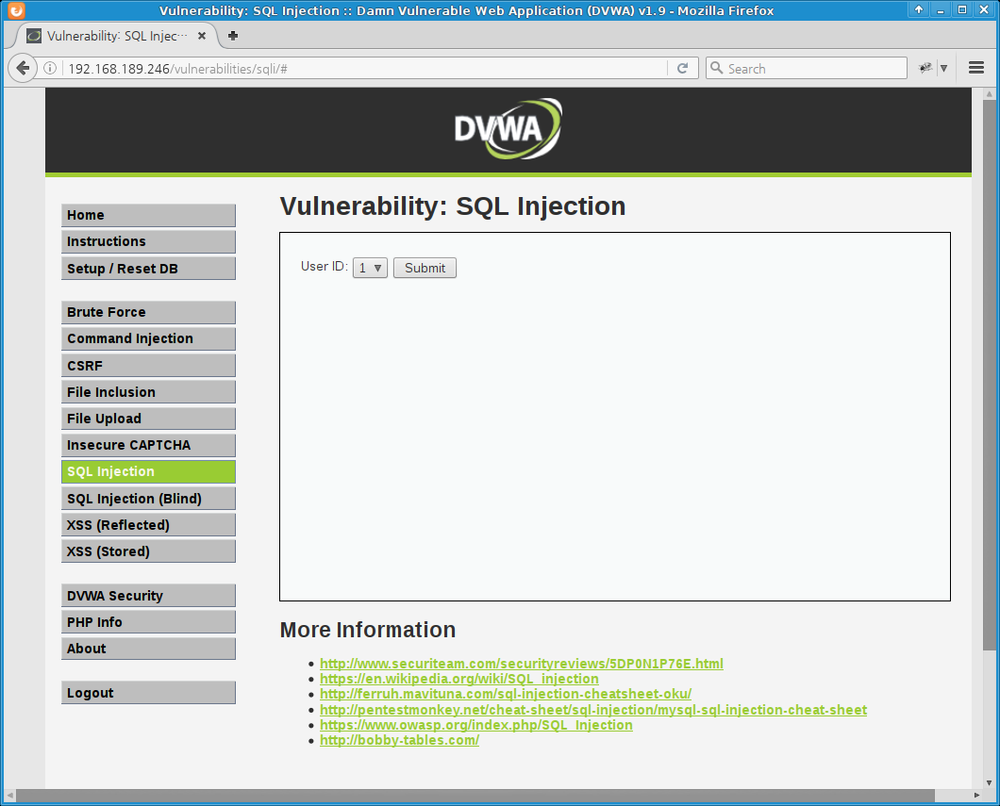 Vulnerability: SQL Injection :: Damn Vulnerable Web Application (DVWA) v1.9 - Mozilla Firefox
Vulnerability: SQL Injec···
192.168.189.246/vulnerabilities/sqli/#
Search
DVWA
Home
Instructions
Setup / Reset DB
Brute Force
Command Injection
CSRF
File Inclusion
File Upload
Insecure CAPTCHA
SQL Injection
SQL Injection (Blind)
XSS (Reflected)
XSS (Stored)
DVWA Security
PHP Info
About
Logout
Vulnerability: SQL Injection
User ID: 1 Submit
More Information
http://www.securiteam.com/securityreviews/5DP0N1P76E.html
https://en.wikipedia.org/wiki/SQL_injection
http://ferruh.mavituna.com/sql-injection-cheatsheet-oku/
http://pentestmonkey.net/cheat-sheet/sql-injection/mysql-sql-injection-cheat-sheet
https://www.owasp.org/index.php/SQL_Injection
http://bobby-tables.com/